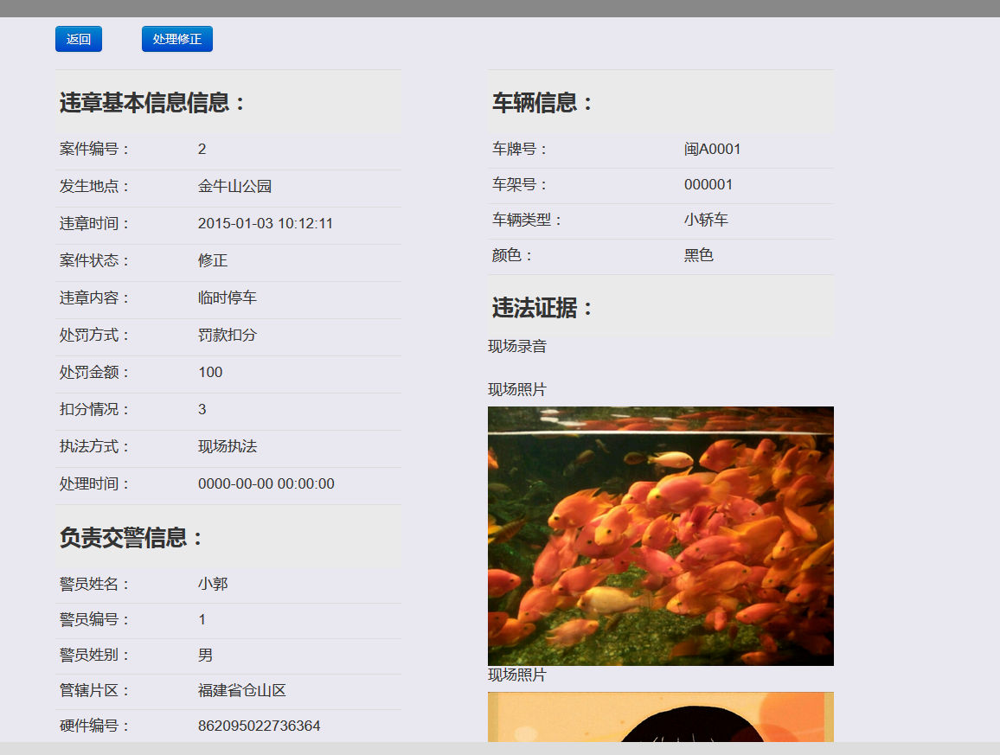 返回
处理修正
违章基本信息信息：
案件编号： 2
发生地点： 金牛山公园
违章时间： 2015-01-03 10:12:11
案件状态： 修正
违章内容： 临时停车
处罚方式： 罚款扣分
处罚金额： 100
扣分情况： 3
执法方式： 现场执法
处理时间： 0000-00-00 00:00:00
负责交警信息：
警员姓名： 小郭
警员编号： 1
警员姓别： 男
管辖片区： 福建省仓山区
硬件编号： 862095022736364
车辆信息：
车牌号： 闽A0001
车架号： 000001
车辆类型： 小轿车
颜色： 黑色
违法证据：
现场录音
现场照片
现场照片